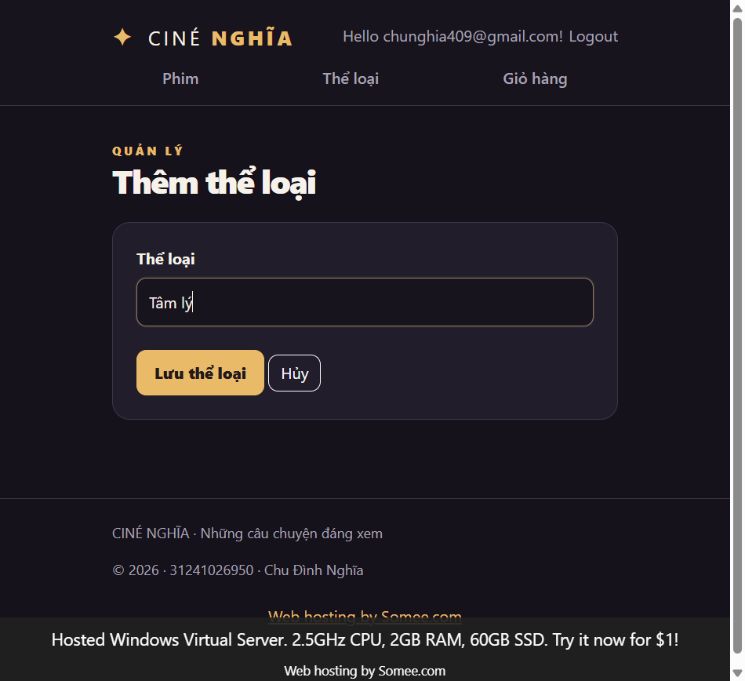 ✦ CINÉ NGHĨA Hello chunghia409@gmail.com! Logout
Phim Thể loại Giỏ hàng
QUẢN LÝ
Thêm thể loại
Thể loại
Tâm lý
Lưu thể loại Hủy
CINÉ NGHĨA · Những câu chuyện đáng xem
© 2026 · 31241026950 · Chu Đình Nghĩa
Web hosting by Somee.com
Hosted Windows Virtual Server. 2.5GHz CPU, 2GB RAM, 60GB SSD. Try it now for $1!
Web hosting by Somee.com